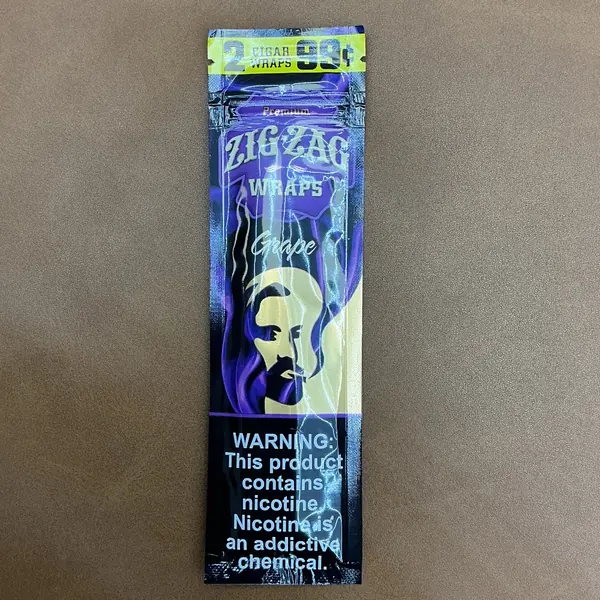 2 CIGAR WRAPS 99¢
Premium
ZIG-ZAG
WRAPS
Grape
WARNING:
This product
contains
nicotine.
Nicotine is
an addictive
chemical.